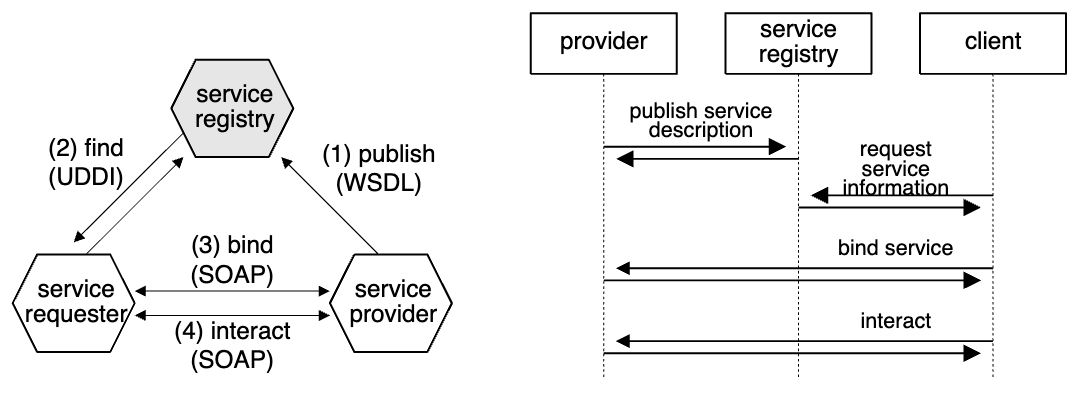 service
registry
(2) find
(UDDI)
(1) publish
(WSDL)
(3) bind
(SOAP)
service
requester
service
provider
(4) interact
(SOAP)
provider
service
registry
client
publish service
description
request
service
information
bind service
interact